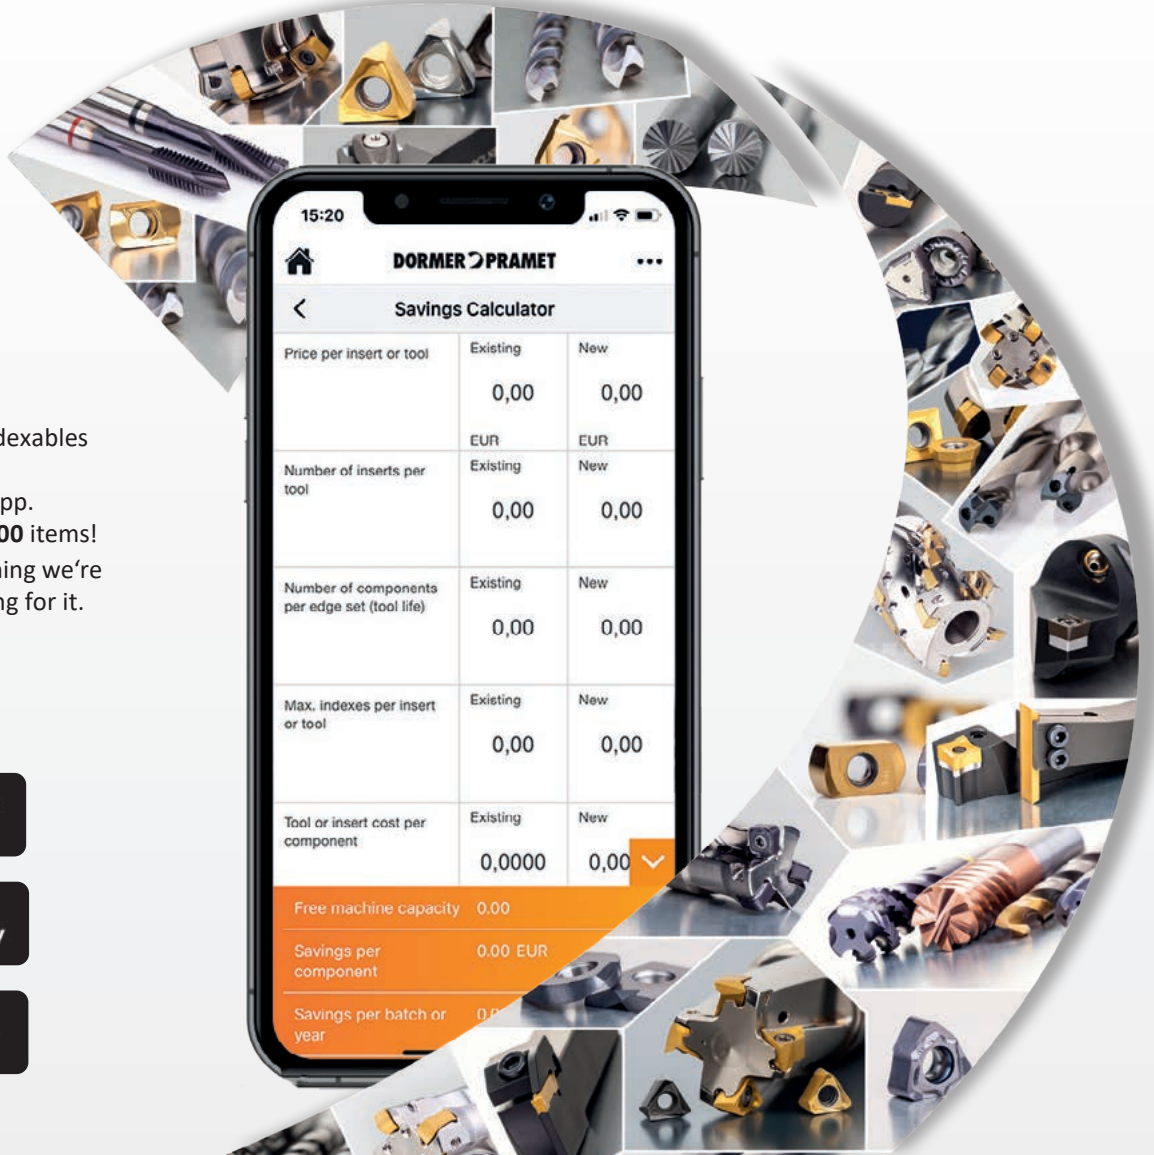 15:20
DORMER PRAMET
Savings Calculator
Price per insert or tool
Existing
New
0,00
0,00
EUR
EUR
Number of inserts per
tool
Existing
New
0,00
0,00
Number of components
per edge set (tool life)
Existing
New
0,00
0,00
Max. indexes per insert
or tool
Existing
New
0,00
0,00
Tool or insert cost per
component
Existing
New
0,0000
0,00
Free machine capacity 0.00
Savings per
component
0.00 EUR
Savings per batch or
year
dexables
pp.
00 items!
ning we're
ng for it.